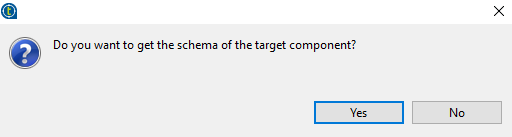 Do you want to get the schema of the target component?
Yes No